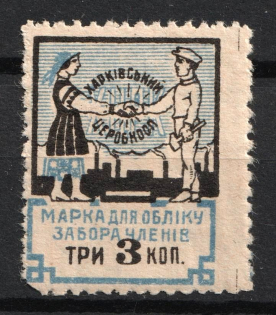 ХАРКІВСЬКИЙ
ЦЕРОБКООП
МАРКА ДЛЯ ОБЛІКУ
ЗАБОРА ЧЛЕНІВ
ТРИ 3 КОП.